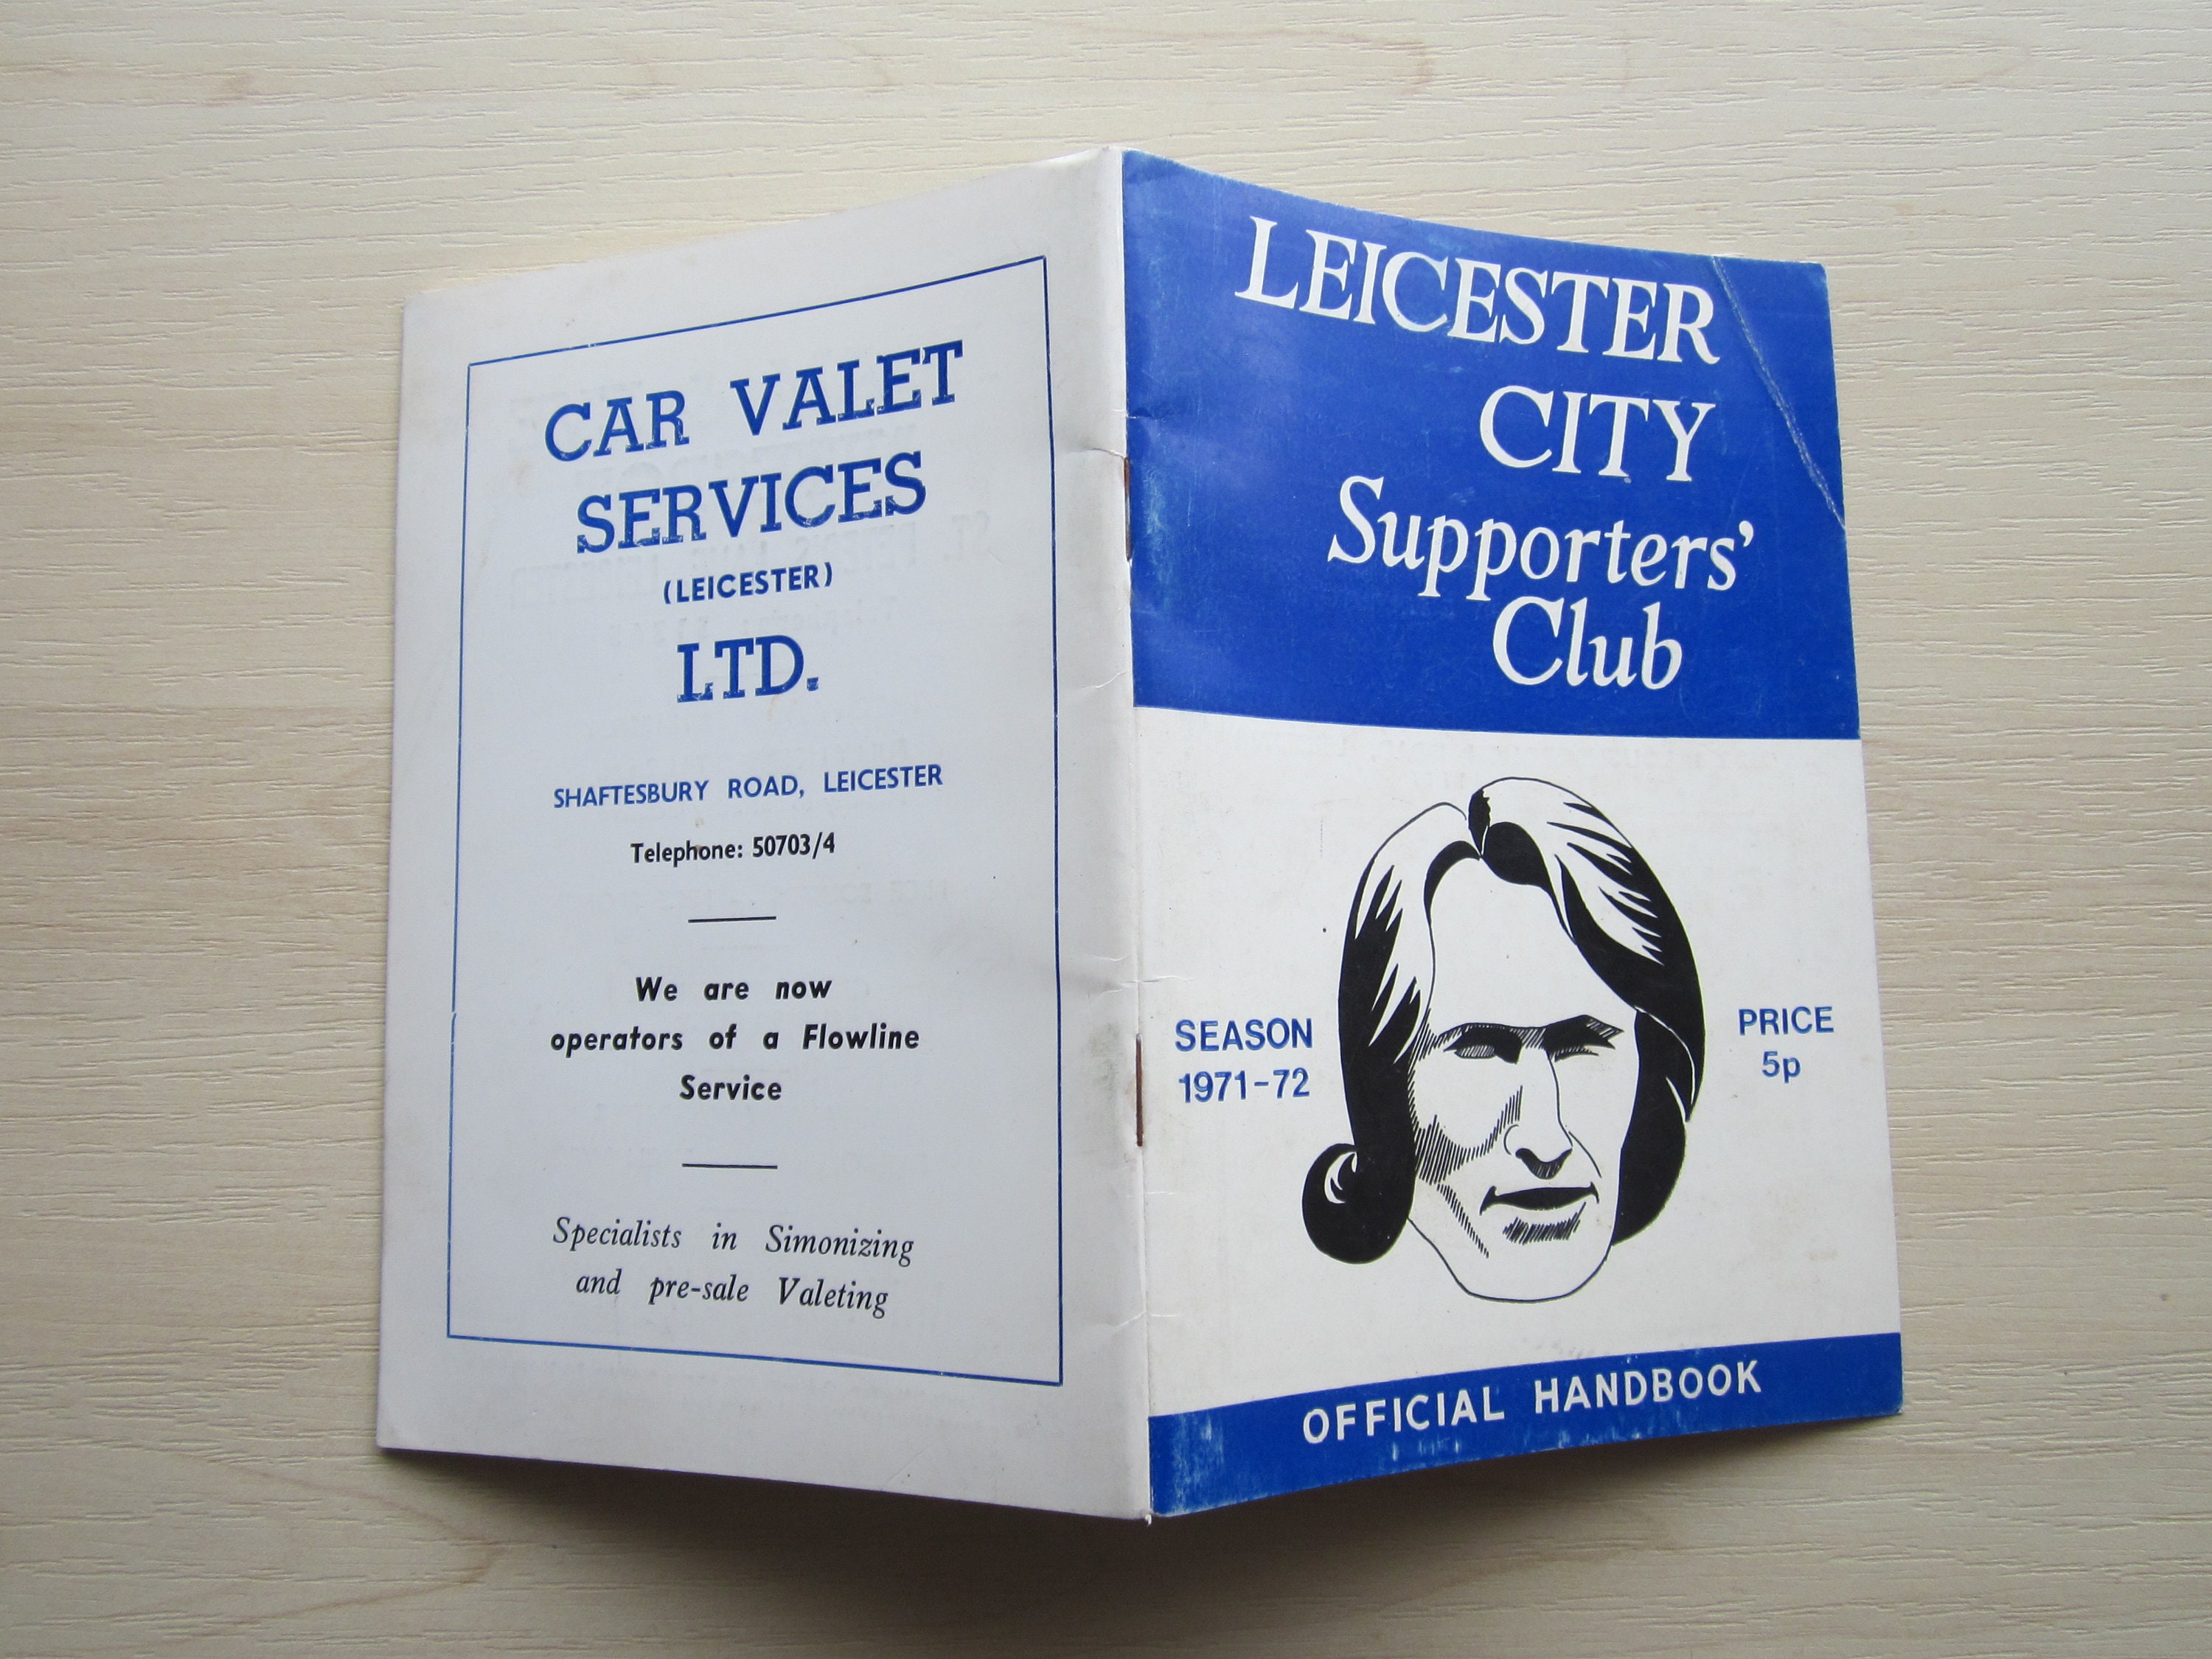 CAR VALET
SERVICES
(LEICESTER)
LTD.
SHAFTESBURY ROAD, LEICESTER
Telephone: 50703/4
We are now
operators of a Flowline
Service
Specialists in Simonizing
and pre-sale Valeting
LEICESTER
CITY
Supporters'
Club
SEASON
1971-72
PRICE
5p
OFFICIAL HANDBOOK